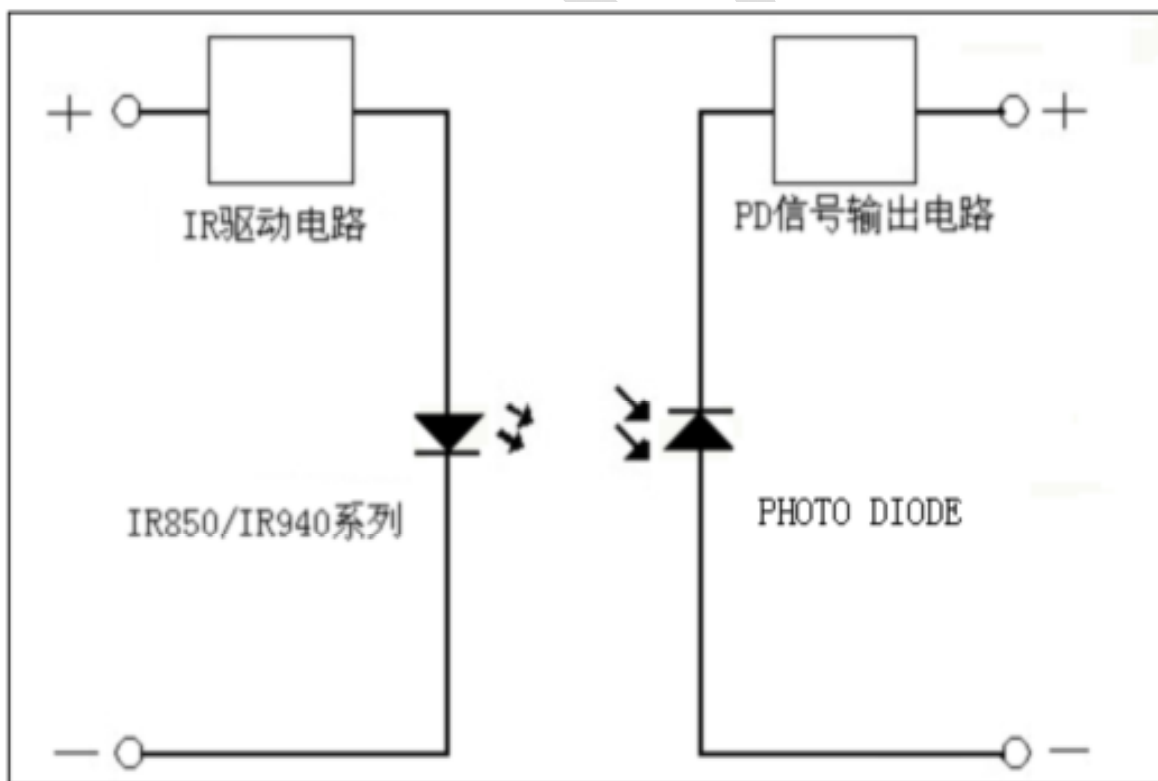 + +
IR驱动电路
PD信号输出电路
IR850/IR940系列
PHOTO DIODE
— —